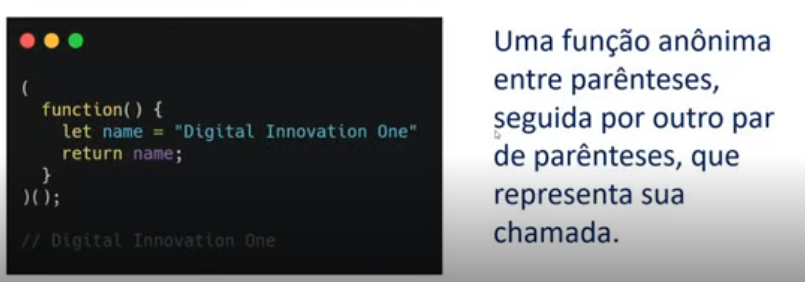 (
function() {
let name = "Digital Innovation One"
return name;
}
)();
// Digital Innovation One
Uma função anônima
entre parênteses,
seguida por outro par
de parênteses, que
representa sua
chamada.